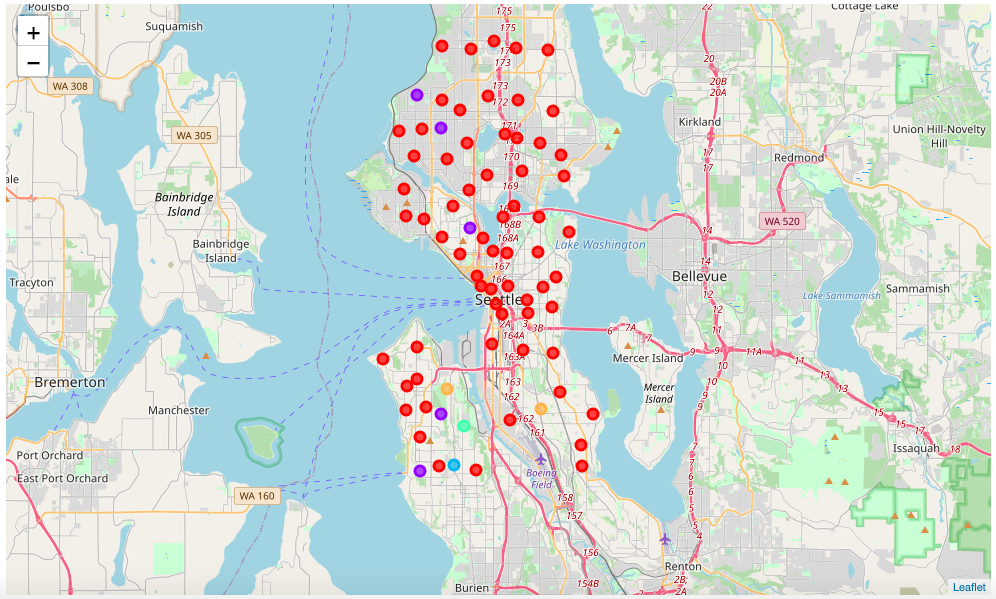 Poulsbo
175
22
Cottage Lake
+
−
Suquamish
175
173
20
20B
20A
WA 308
173
172
Kirkland
WA 305
171
Union Hill-Novelty
Hill
17
17
170
Redmond
ale
169
Bainbridge
Island
168B
WA 520
14
168A
Bainbridge
Island
Lake Washington
14
167
166
Bellevue
Tracyton
12
Lake Sammamish
Sammamish
Seattle
12
2A
3
3B
6
7A
7
11
164A
163A
Mercer Island
9
9
11A
11
10
Bremerton
163
10
13
13
Manchester
162
Mercer
Island
9
9
15
162
161
15
17
Port Orchard
7
Issaquah
18
East Port Orchard
7
6
Boeing
Field
6
6
WA 160
158
5
157
5
4
156
Renton
Burien
154B
2
2B;
2A
Leaflet